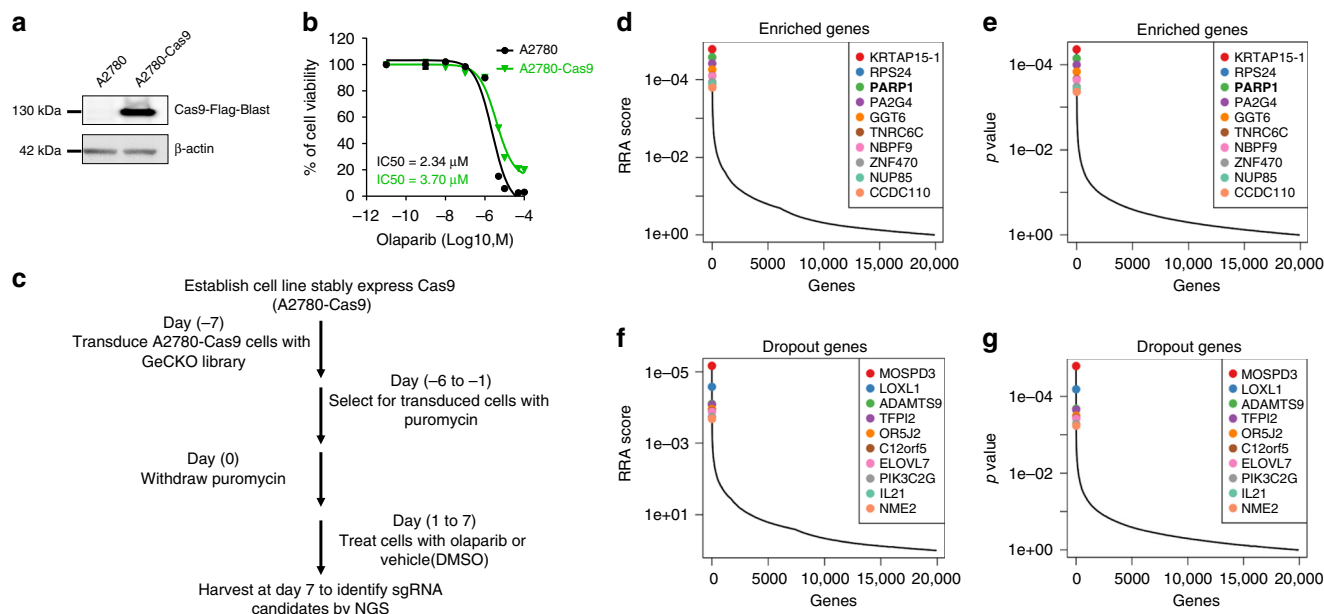 a
A2780
A2780-Cas9
130 kDa
Cas9-Flag-Blast
42 kDa
β-actin
b
120
100
80
60
40
20
0
% of cell viability
A2780
A2780-Cas9
IC50 = 2.34 μM
IC50 = 3.70 μM
−12
−10
−8
−6
−4
Olaparib (Log10,M)
c
Establish cell line stably express Cas9
(A2780-Cas9)
Day (−7)
Transduce A2780-Cas9 cells with
GeCKO library
Day (−6 to −1)
Select for transduced cells with
puromycin
Day (0)
Withdraw puromycin
Day (1 to 7)
Treat cells with olaparib or
vehicle(DMSO)
Harvest at day 7 to identify sgRNA
candidates by NGS
d
Enriched genes
RRA score
1e−04
1e−02
1e+00
KRTAP15-1
RPS24
PARP1
PA2G4
GGT6
TNRC6C
NBPF9
ZNF470
NUP85
CCDC110
0
5000
10,000
15,000
20,000
Genes
e
Enriched genes
p value
1e−04
1e−02
1e+00
KRTAP15-1
RPS24
PARP1
PA2G4
GGT6
TNRC6C
NBPF9
ZNF470
NUP85
CCDC110
0
5000
10,000
15,000
20,000
Genes
f
Dropout genes
RRA score
1e−05
1e−03
1e+01
MOSPD3
LOXL1
ADAMTS9
TFPI2
OR5J2
C12orf5
ELOVL7
PIK3C2G
IL21
NME2
0
5000
10,000
15,000
20,000
Genes
g
Dropout genes
p value
1e−04
1e−02
1e+00
MOSPD3
LOXL1
ADAMTS9
TFPI2
OR5J2
C12orf5
ELOVL7
PIK3C2G
IL21
NME2
0
5000
10,000
15,000
20,000
Genes